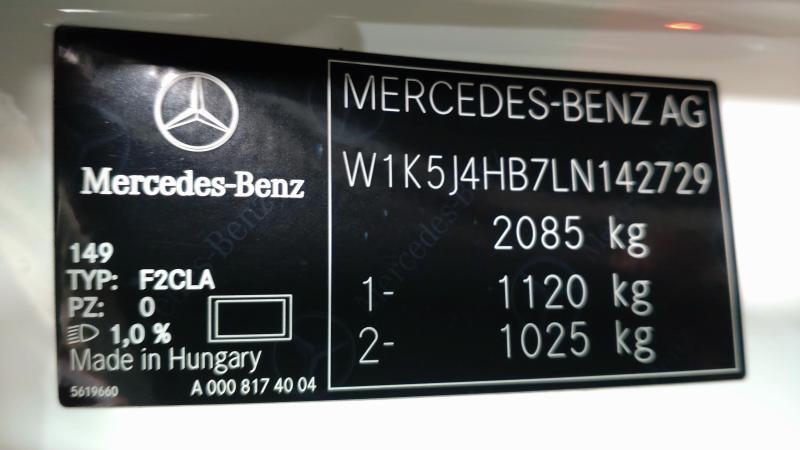 Mercedes-Benz
149
TYP: F2CLA
PZ: 0
1,0 %
Made in Hungary
5619660 A 000 817 40 04
MERCEDES-BENZ AG
W1K5J4HB7LN142729
2085 kg
1- 1120 kg
2- 1025 kg